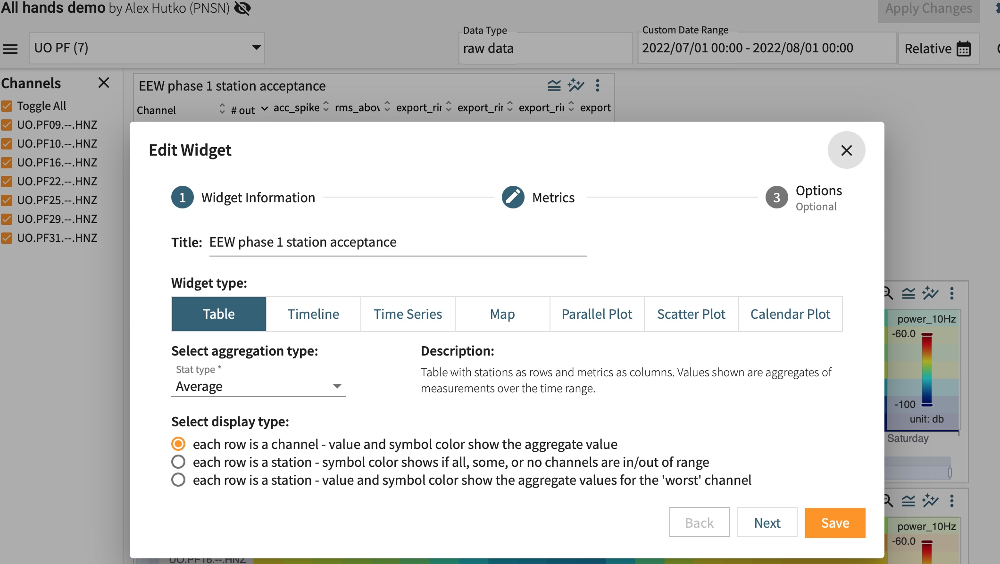 All hands demo by Alex Hutko (PNSN)
Apply Changes
UO PF (7)
Data Type
raw data
Custom Date Range
2022/07/01 00:00 - 2022/08/01 00:00
Relative
Channels
Toggle All
UO.PF09.--.HNZ
UO.PF10.--.HNZ
UO.PF16.--.HNZ
UO.PF22.--.HNZ
UO.PF25.--.HNZ
UO.PF29.--.HNZ
UO.PF31.--.HNZ
EEW phase 1 station acceptance
Channel # out acc_spike rms_abov export_rin export_rin export_rin export
Edit Widget
1 Widget Information
Metrics
3 Options
Optional
Title: EEW phase 1 station acceptance
Widget type:
Table Timeline Time Series Map Parallel Plot Scatter Plot Calendar Plot
Select aggregation type:
Stat type *
Average
Description:
Table with stations as rows and metrics as columns. Values shown are aggregates of
measurements over the time range.
Select display type:
each row is a channel - value and symbol color show the aggregate value
each row is a station - symbol color shows if all, some, or no channels are in/out of range
each row is a station - value and symbol color show the aggregate values for the 'worst' channel
Back Next Save
power_10Hz
-60.0
-100
unit: db
Saturday
power_10Hz
-60.0
UO.PF16.--.HNZ